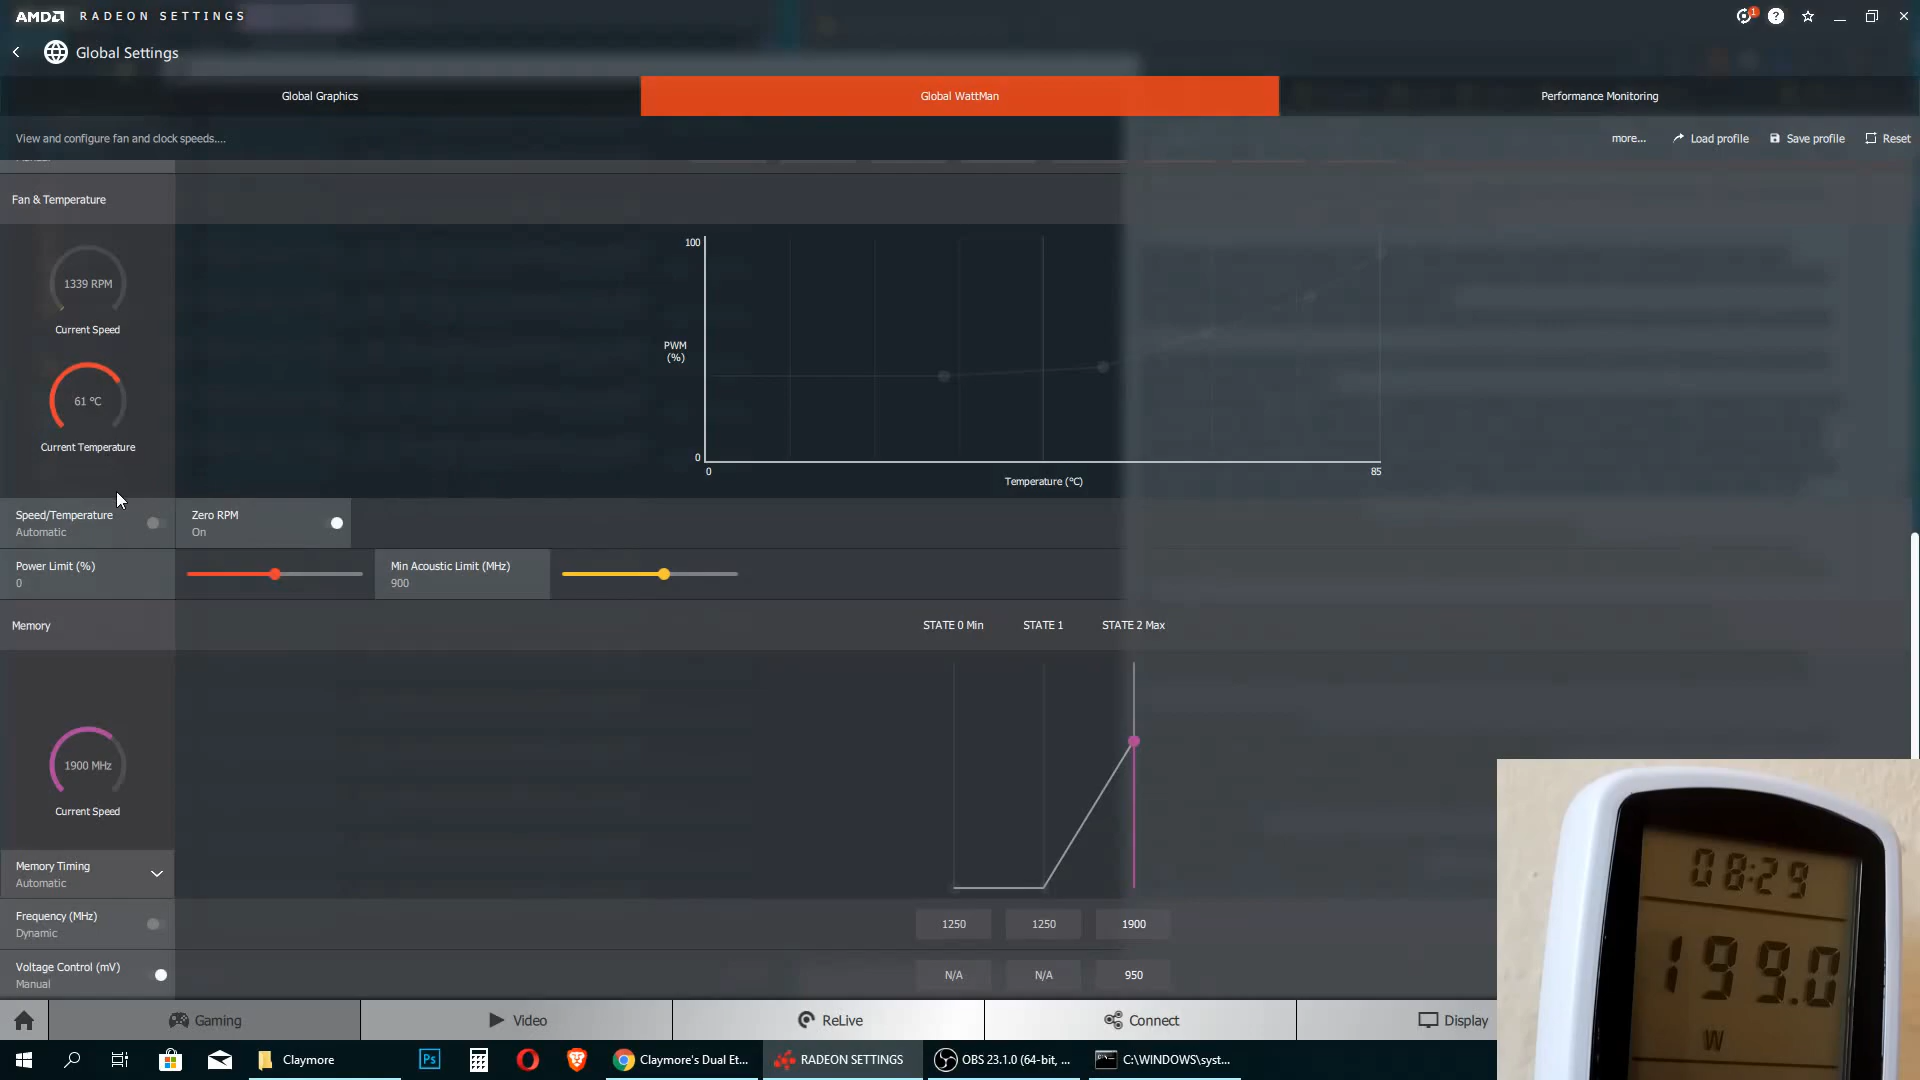 AMD RADEON SETTINGS
1
?
Global Settings
Global Graphics
Global WattMan
Performance Monitoring
View and configure fan and clock speeds....
more...
Load profile
Save profile
Reset
Fan & Temperature
1339 RPM
Current Speed
61 °C
Current Temperature
100
PWM
(%)
0
0
85
Temperature (°C)
Speed/Temperature
Automatic
Zero RPM
On
Power Limit (%)
0
Min Acoustic Limit (MHz)
900
Memory
STATE 0 Min
STATE 1
STATE 2 Max
1900 MHz
Current Speed
Memory Timing
Automatic
Frequency (MHz)
Dynamic
1250
1250
1900
Voltage Control (mV)
Manual
N/A
N/A
950
08:29
199.0
W
Gaming
Video
ReLive
Connect
Display
Claymore
Ps
Claymore's Dual Et...
RADEON SETTINGS
OBS 23.1.0 (64-bit, ...
C:\WINDOWS\syst...